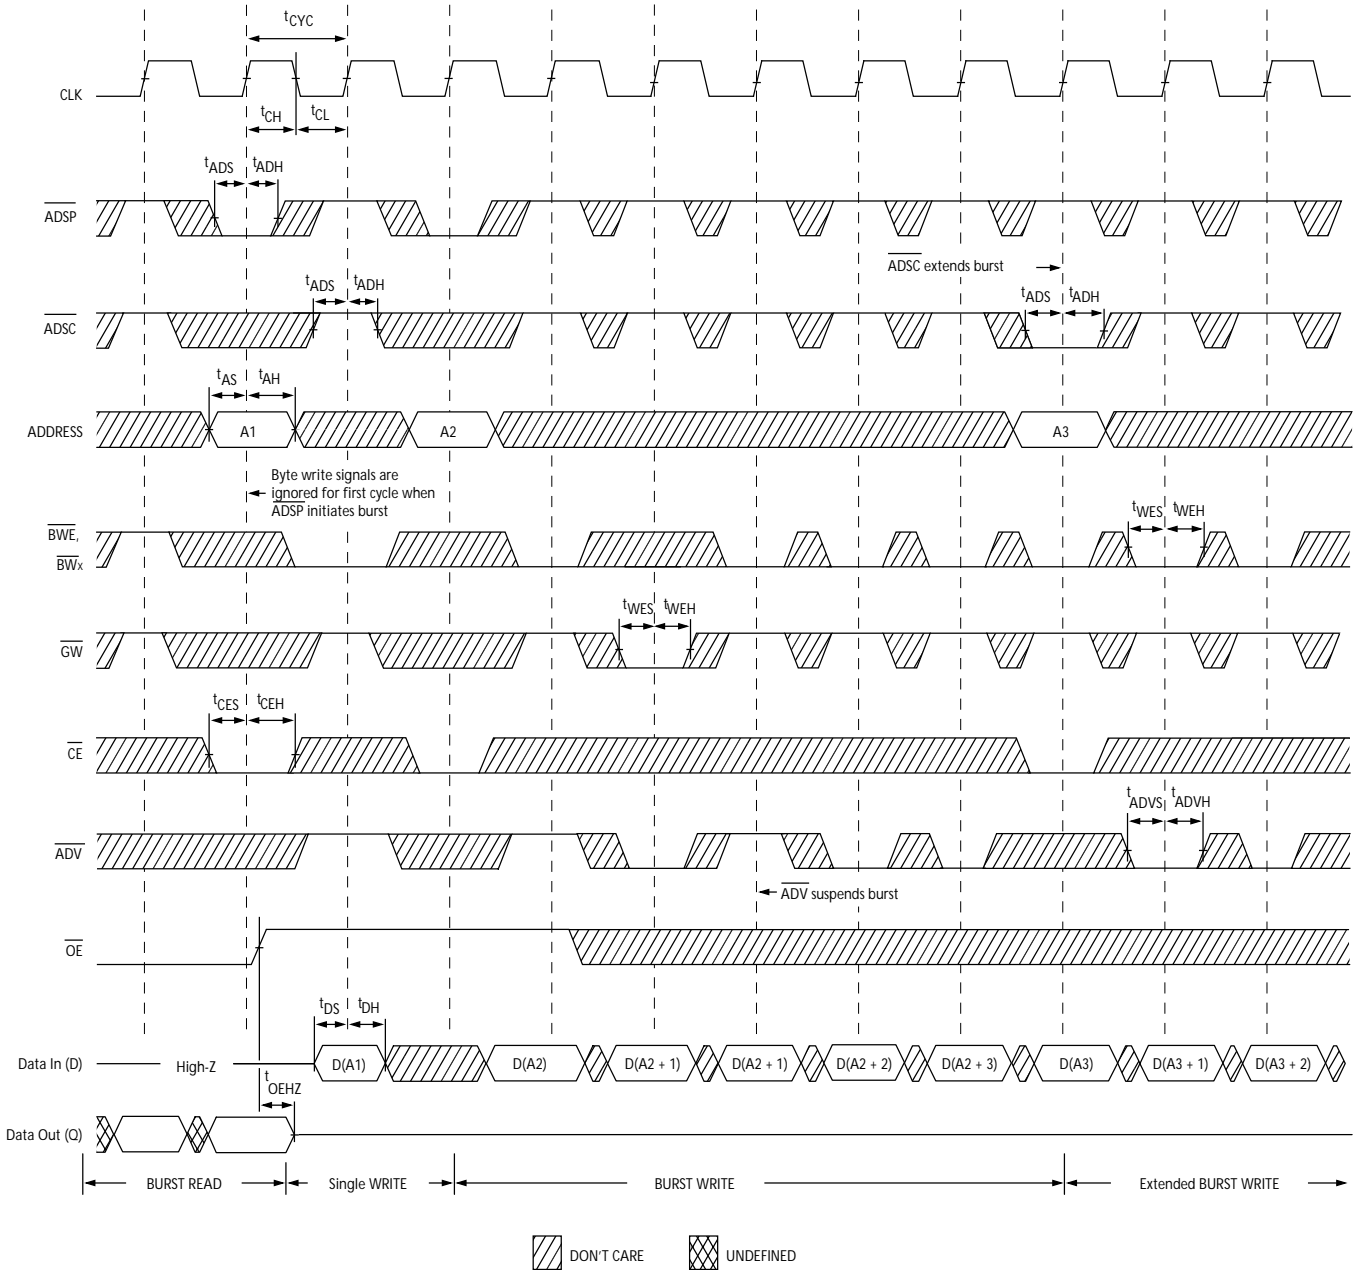 tCYC
CLK
tCH
tCL
tADS
tADH
ADSP
ADSC extends burst
tADS
tADH
tADS
tADH
ADSC
tAS
tAH
ADDRESS
A1
A2
A3
Byte write signals are
ignored for first cycle when
ADSP initiates burst
BWE,
BWx
tWES
tWEH
tWES
tWEH
GW
tCES
tCEH
CE
tADVS
tADVH
ADV
ADV suspends burst
OE
tDS
tDH
Data In (D)
High-Z
D(A1)
D(A2)
D(A2 + 1)
D(A2 + 1)
D(A2 + 2)
D(A2 + 3)
D(A3)
D(A3 + 1)
D(A3 + 2)
tOEHZ
Data Out (Q)
BURST READ
Single WRITE
BURST WRITE
Extended BURST WRITE
DON'T CARE
UNDEFINED